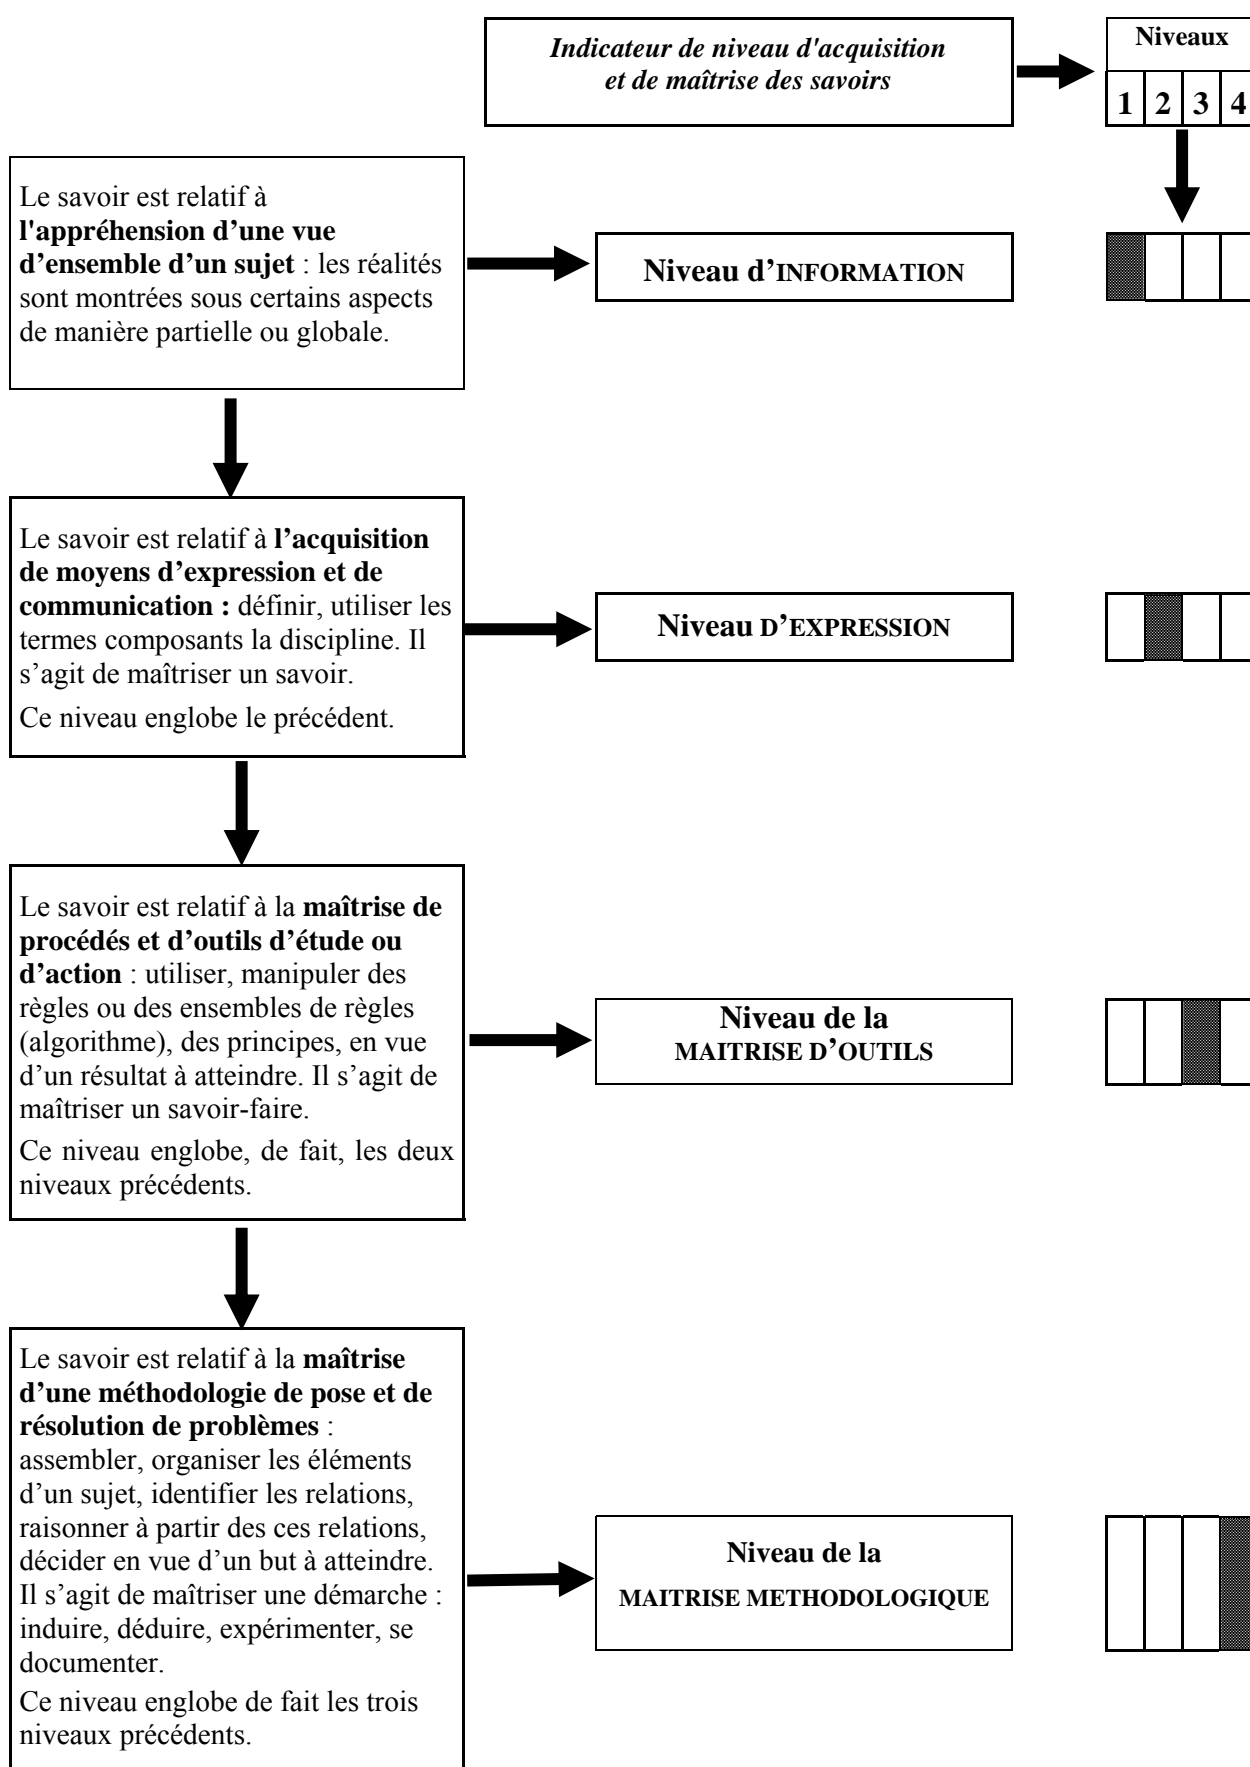 Indicateur de niveau d'acquisition
et de maîtrise des savoirs
Niveaux
1 2 3 4
Le savoir est relatif à
l'appréhension d’une vue
d’ensemble d’un sujet : les réalités
sont montrées sous certains aspects
de manière partielle ou globale.
Niveau d’INFORMATION
Le savoir est relatif à l’acquisition
de moyens d’expression et de
communication : définir, utiliser les
termes composants la discipline. Il
s’agit de maîtriser un savoir.
Ce niveau englobe le précédent.
Niveau D’EXPRESSION
Le savoir est relatif à la maîtrise de
procédés et d’outils d’étude ou
d’action : utiliser, manipuler des
règles ou des ensembles de règles
(algorithme), des principes, en vue
d’un résultat à atteindre. Il s’agit de
maîtriser un savoir-faire.
Ce niveau englobe, de fait, les deux
niveaux précédents.
Niveau de la
MAITRISE D’OUTILS
Le savoir est relatif à la maîtrise
d’une méthodologie de pose et de
résolution de problèmes :
assembler, organiser les éléments
d’un sujet, identifier les relations,
raisonner à partir des ces relations,
décider en vue d’un but à atteindre.
Il s’agit de maîtriser une démarche :
induire, déduire, expérimenter, se
documenter.
Ce niveau englobe de fait les trois
niveaux précédents.
Niveau de la
MAITRISE METHODOLOGIQUE